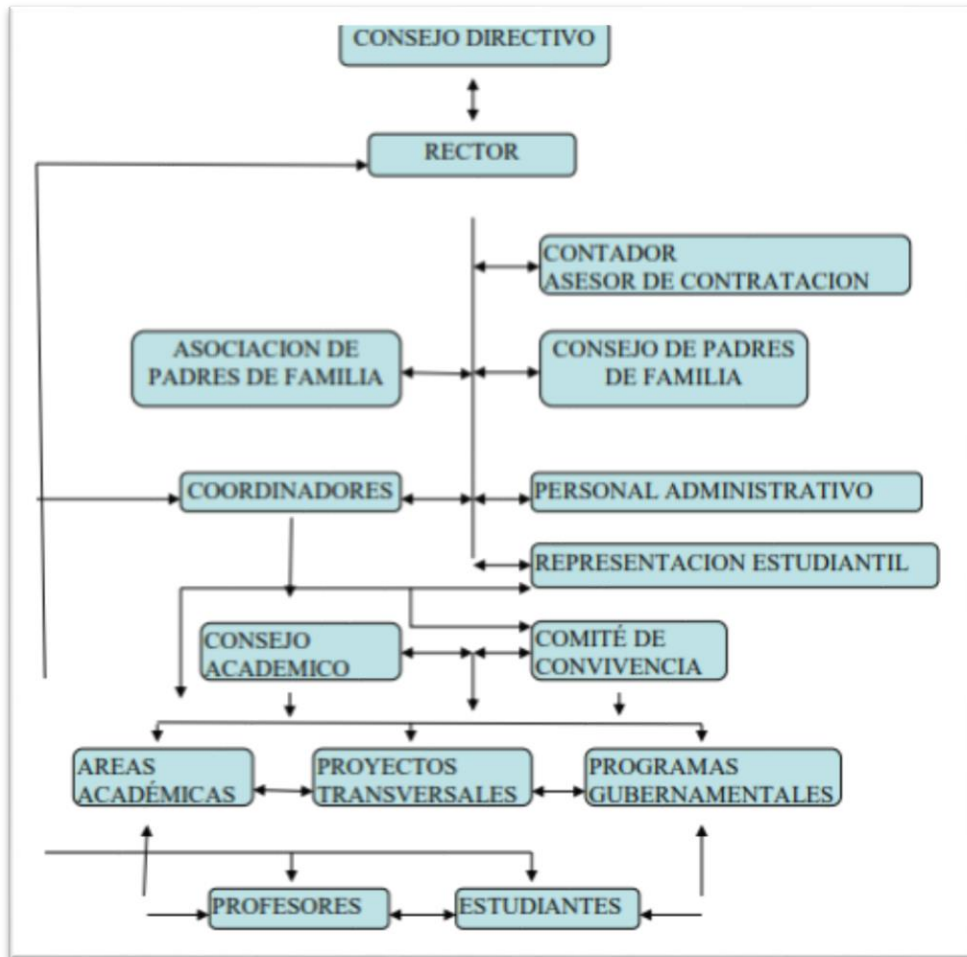 CONSEJO DIRECTIVO
RECTOR
CONTADOR
ASESOR DE CONTRATACION
ASOCIACION DE
PADRES DE FAMILIA
CONSEJO DE PADRES
DE FAMILIA
COORDINADORES
PERSONAL ADMINISTRATIVO
REPRESENTACION ESTUDIANTIL
CONSEJO
ACADEMICO
COMITÉ DE
CONVIVENCIA
AREAS
ACADÉMICAS
PROYECTOS
TRANSVERSALES
PROGRAMAS
GUBERNAMENTALES
PROFESORES
ESTUDIANTES